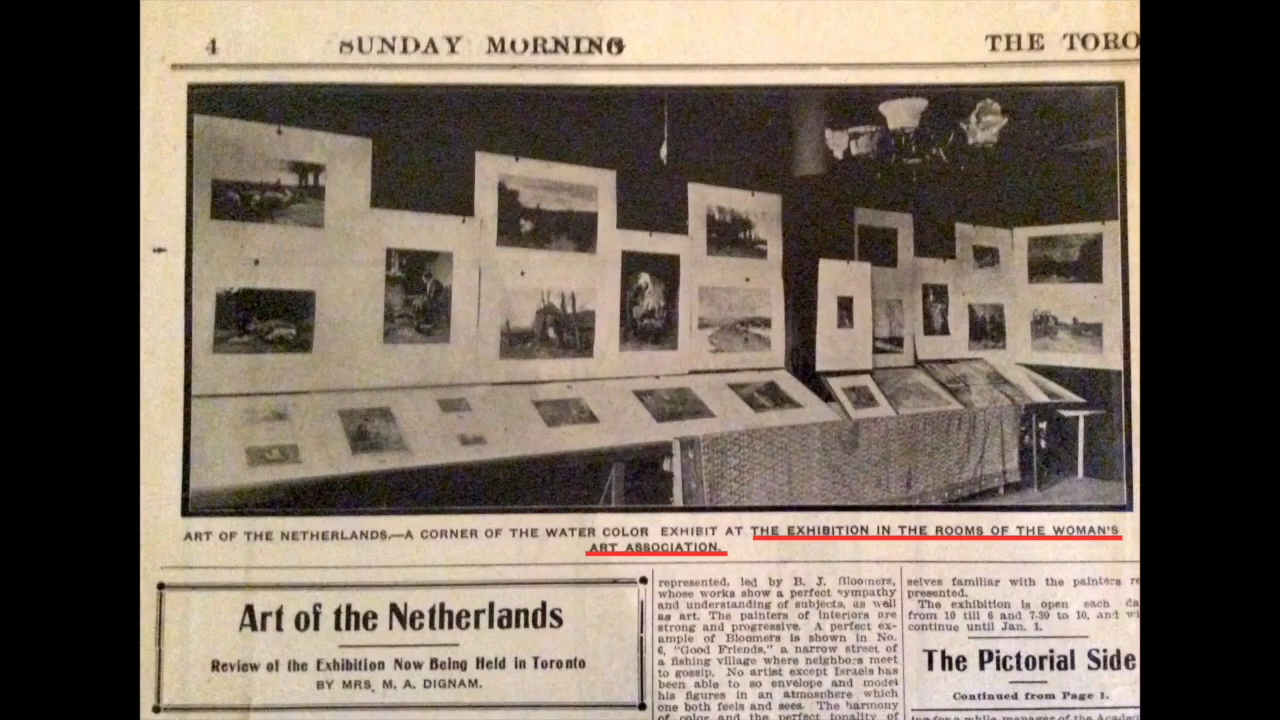 4 SUNDAY MORNING THE TORO
ART OF THE NETHERLANDS.—A CORNER OF THE WATER COLOR EXHIBIT AT THE EXHIBITION IN THE ROOMS OF THE WOMAN'S
ART ASSOCIATION.
Art of the Netherlands
Review of the Exhibition Now Being Held in Toronto
BY MRS. M. A. DIGNAM.
represented, led by B. J. Bloomers,
whose works show a perfect sympathy
and understanding of subjects, as well
as art. The painters of interiors are
strong and progressive. A perfect ex-
ample of Bloomers is shown in No.
6, "Good Friends," a narrow street of
a fishing village where neighbors meet
to gossip. No artist except Israels has
been able to so envelope and model
his figures in an atmosphere which
one both feels and sees. The harmony
of color and the perfect tonality of
selves familiar with the painters re
presented.
The exhibition is open each da
from 10 till 6 and 7.30 to 10, and wi
continue until Jan. 1.
The Pictorial Side
Continued from Page 1.
ing for a while manager of the Acade